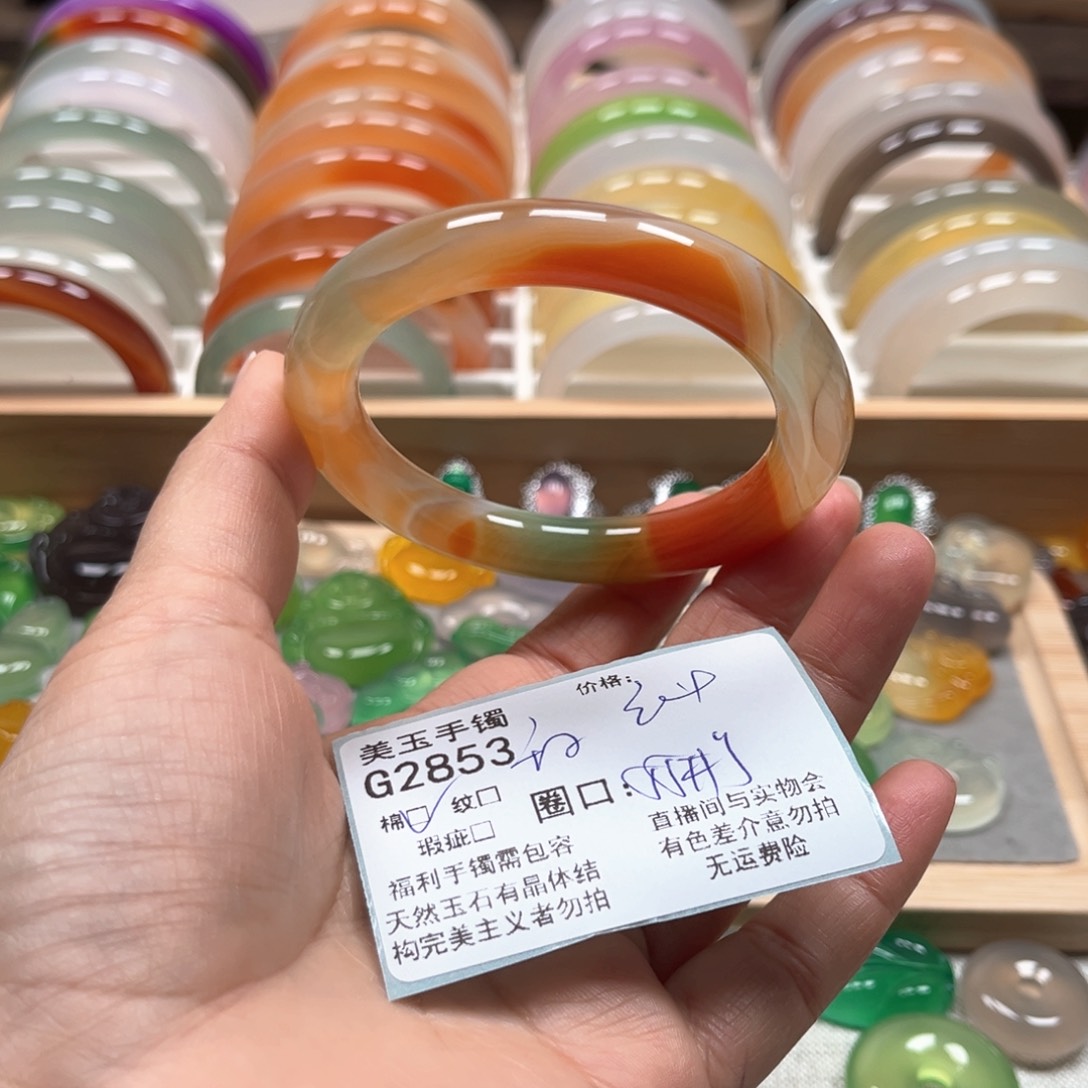 价格：
美玉手镯
G2853
棉□ 纹□
圈口：
瑕疵□
福利手镯需包容
天然玉石有晶体结
构完美主义者勿拍
直播间与实物会
有色差介意勿拍
无运费险